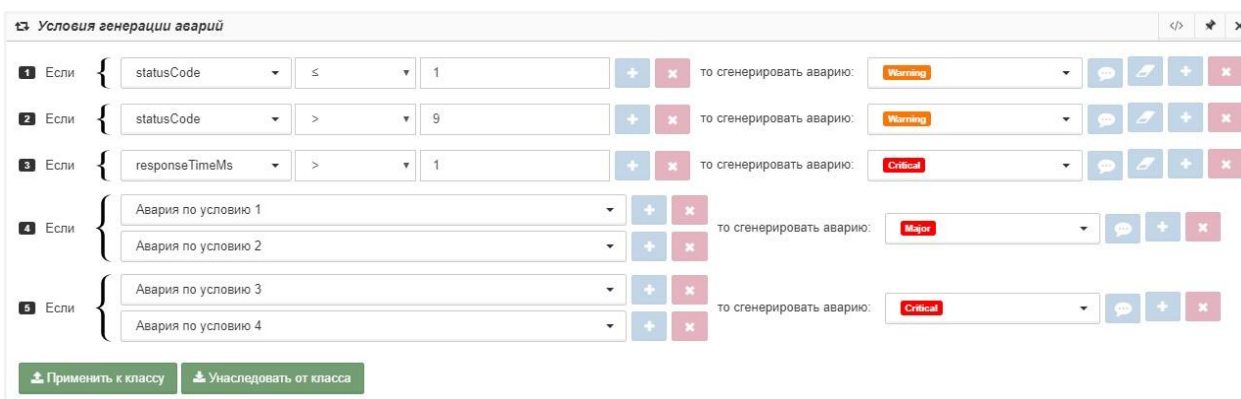 Условия генерации аварий
1 Если statusCode ≤ 1 то сгенерировать аварию: Warning
2 Если statusCode > 9 то сгенерировать аварию: Warning
3 Если responseTimeMs > 1 то сгенерировать аварию: Critical
Авария по условию 1
4 Если то сгенерировать аварию: Major
Авария по условию 2
Авария по условию 3
5 Если то сгенерировать аварию: Critical
Авария по условию 4
Применить к классу Унаследовать от класса